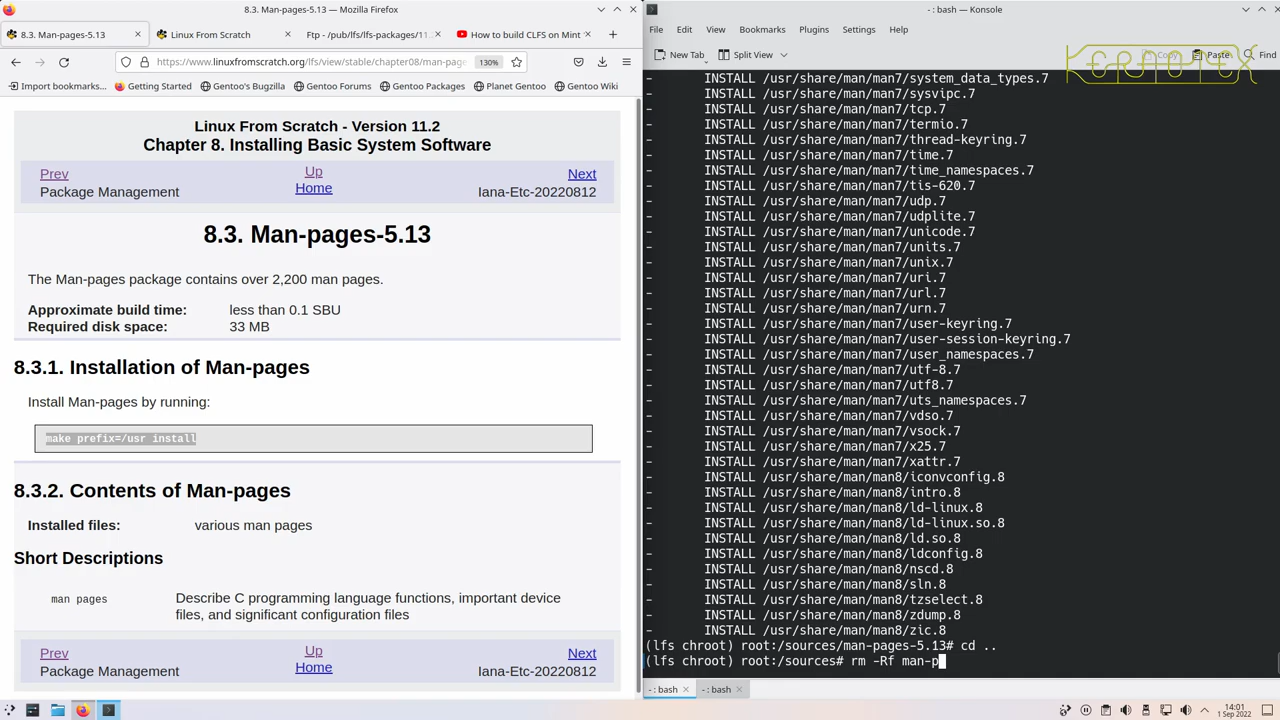 8.3. Man-pages-5.13 — Mozilla Firefox
8.3. Man-pages-5.13
Linux From Scratch
Ftp - /pub/lfs/lfs-packages/11.
How to build CLFS on Mint
https://www.linuxfromscratch.org/lfs/view/stable/chapter08/man-pag
130%
Import bookmarks...
Getting Started
Gentoo's Bugzilla
Gentoo Forums
Gentoo Packages
Planet Gentoo
Gentoo Wiki
Linux From Scratch - Version 11.2
Chapter 8. Installing Basic System Software
Prev
Up
Next
Package Management
Home
Iana-Etc-20220812
8.3. Man-pages-5.13
The Man-pages package contains over 2,200 man pages.
Approximate build time: less than 0.1 SBU
Required disk space: 33 MB
8.3.1. Installation of Man-pages
Install Man-pages by running:
make prefix=/usr install
8.3.2. Contents of Man-pages
Installed files: various man pages
Short Descriptions
man pages
Describe C programming language functions, important device
files, and significant configuration files
Prev
Up
Next
Package Management
Home
Iana-Etc-20220812
- : bash — Konsole
File Edit View Bookmarks Plugins Settings Help
New Tab Split View Copy Paste Find
- INSTALL /usr/share/man/man7/system_data_types.7
- INSTALL /usr/share/man/man7/sysvipc.7
- INSTALL /usr/share/man/man7/tcp.7
- INSTALL /usr/share/man/man7/termio.7
- INSTALL /usr/share/man/man7/thread-keyring.7
- INSTALL /usr/share/man/man7/time.7
- INSTALL /usr/share/man/man7/time_namespaces.7
- INSTALL /usr/share/man/man7/tis-620.7
- INSTALL /usr/share/man/man7/udp.7
- INSTALL /usr/share/man/man7/udplite.7
- INSTALL /usr/share/man/man7/unicode.7
- INSTALL /usr/share/man/man7/units.7
- INSTALL /usr/share/man/man7/unix.7
- INSTALL /usr/share/man/man7/uri.7
- INSTALL /usr/share/man/man7/url.7
- INSTALL /usr/share/man/man7/urn.7
- INSTALL /usr/share/man/man7/user-keyring.7
- INSTALL /usr/share/man/man7/user-session-keyring.7
- INSTALL /usr/share/man/man7/user_namespaces.7
- INSTALL /usr/share/man/man7/utf-8.7
- INSTALL /usr/share/man/man7/utf8.7
- INSTALL /usr/share/man/man7/uts_namespaces.7
- INSTALL /usr/share/man/man7/vdso.7
- INSTALL /usr/share/man/man7/vsock.7
- INSTALL /usr/share/man/man7/x25.7
- INSTALL /usr/share/man/man7/xattr.7
- INSTALL /usr/share/man/man8/iconvconfig.8
- INSTALL /usr/share/man/man8/intro.8
- INSTALL /usr/share/man/man8/ld-linux.8
- INSTALL /usr/share/man/man8/ld-linux.so.8
- INSTALL /usr/share/man/man8/ld.so.8
- INSTALL /usr/share/man/man8/ldconfig.8
- INSTALL /usr/share/man/man8/nscd.8
- INSTALL /usr/share/man/man8/sln.8
- INSTALL /usr/share/man/man8/tzselect.8
- INSTALL /usr/share/man/man8/zdump.8
- INSTALL /usr/share/man/man8/zic.8
(lfs chroot) root:/sources/man-pages-5.13# cd ..
(lfs chroot) root:/sources# rm -Rf man-p
- : bash
- : bash
14:01
1 Sep 2022